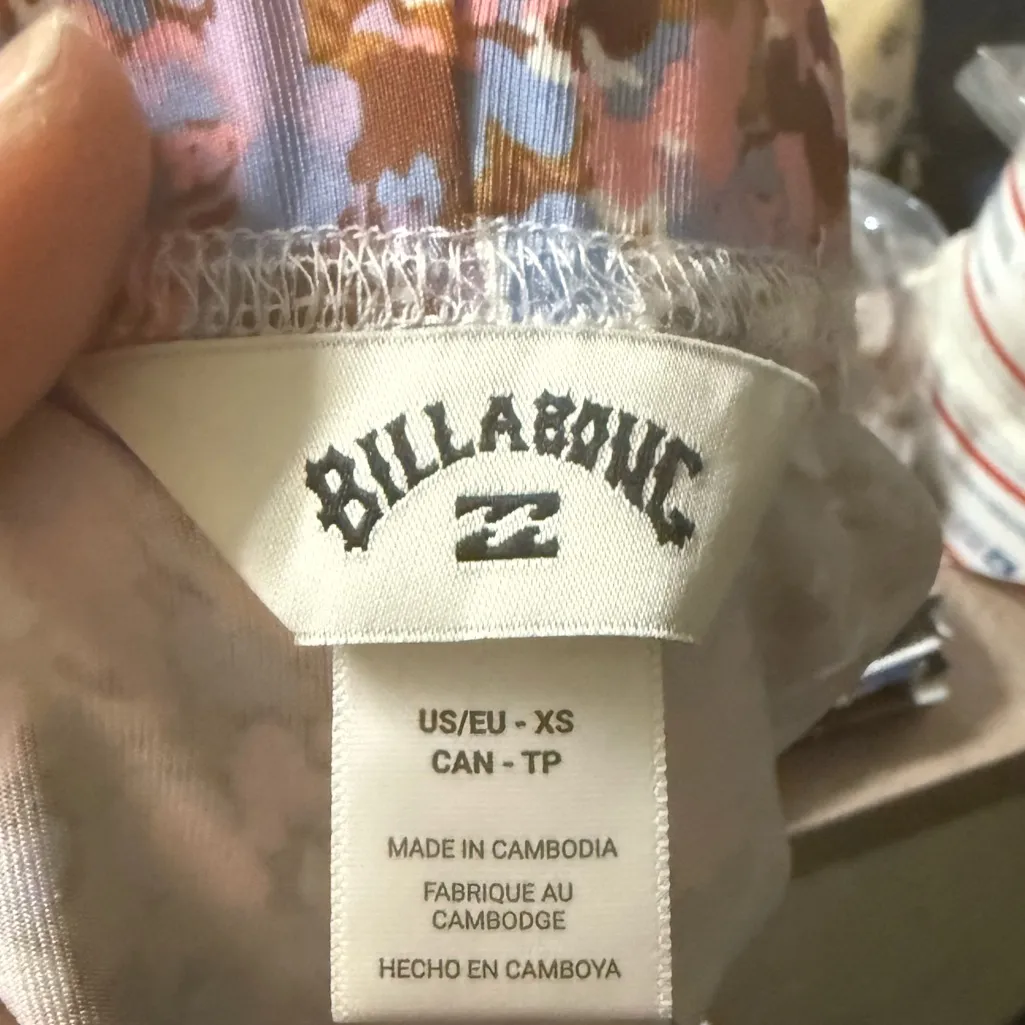 BILLABONG
US/EU - XS
CAN - TP
MADE IN CAMBODIA
FABRIQUE AU
CAMBODGE
HECHO EN CAMBOYA